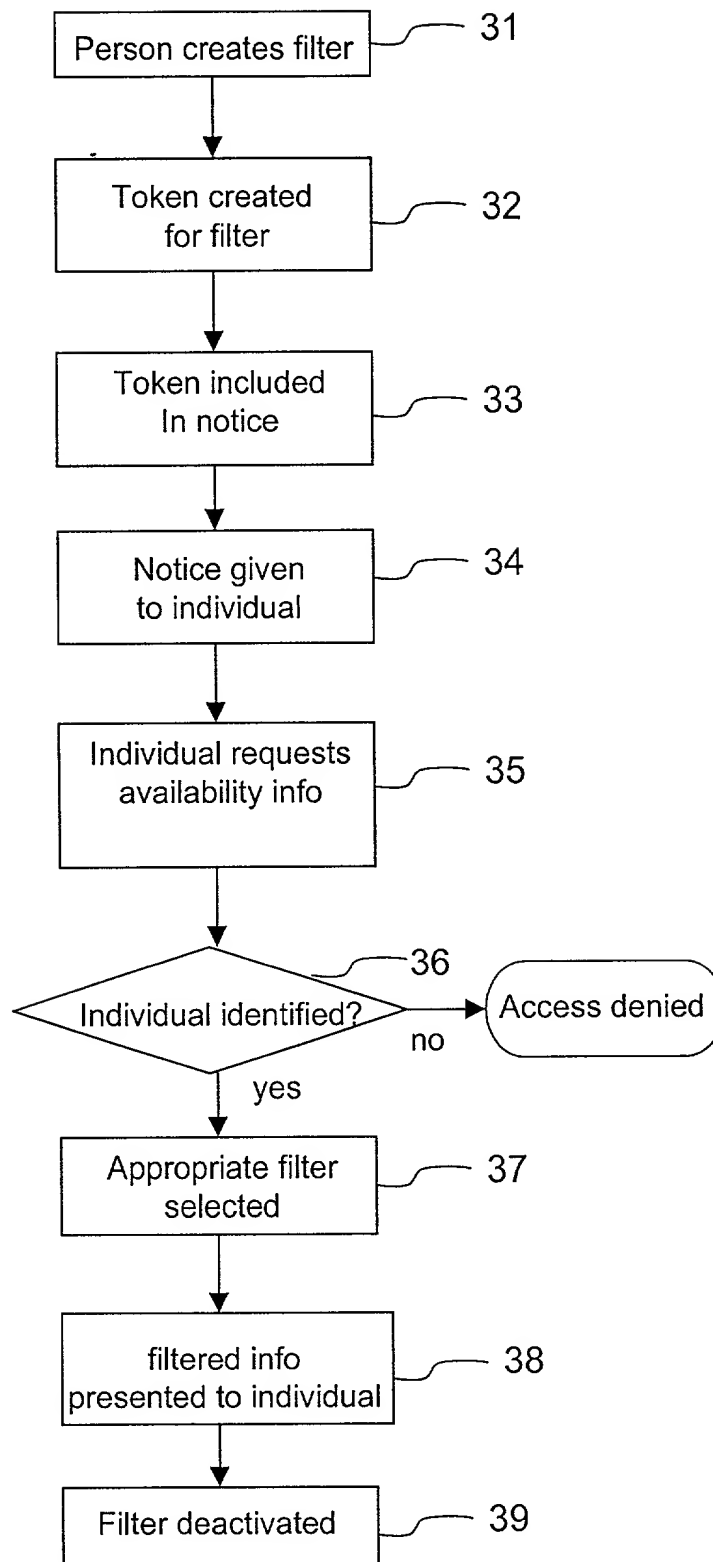 Person creates filter
31
Token created
for filter
32
Token included
In notice
33
Notice given
to individual
34
Individual requests
availability info
35
36
Individual identified?
no
Access denied
yes
Appropriate filter
selected
37
filtered info
presented to individual
38
Filter deactivated
39